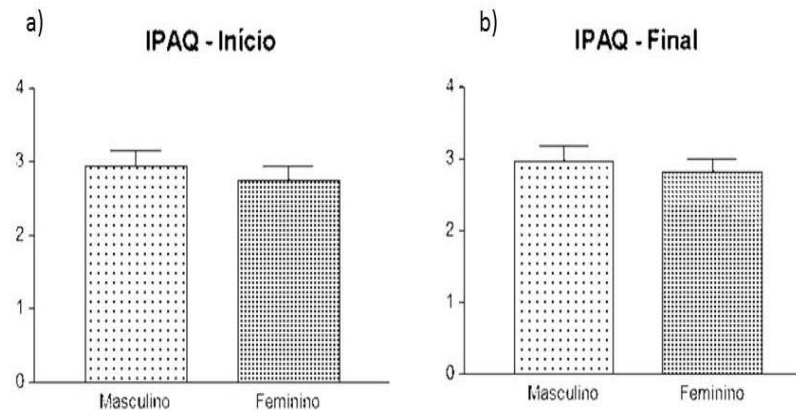 a)
IPAQ - Início
4
3
2
1
0
Masculino Feminino
b)
IPAQ - Final
4
3
2
1
0
Masculino Feminino